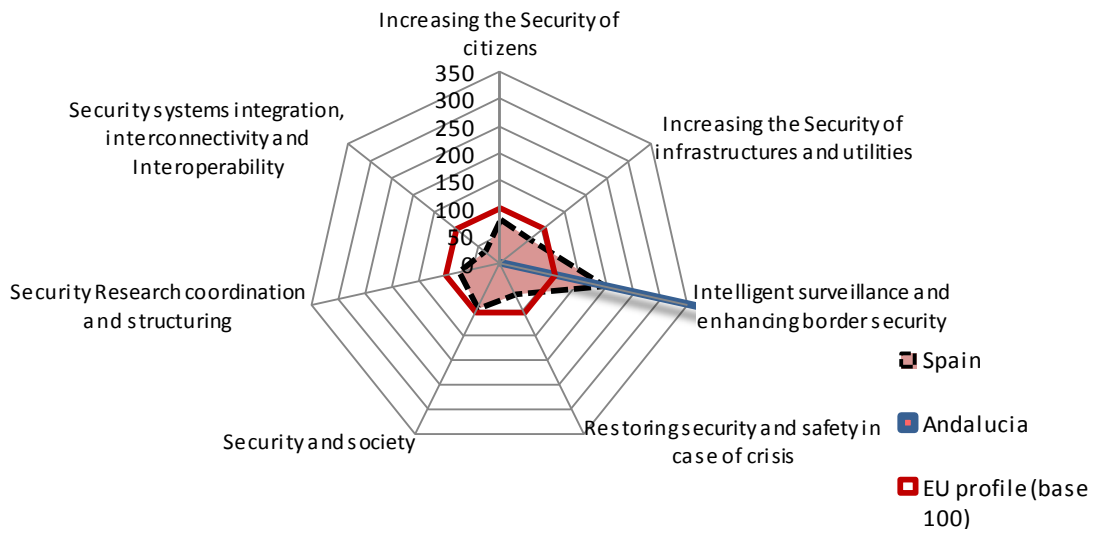 Increasing the Security of
citizens
350
300
250
200
150
100
50
0
Security systems integration,
interconnectivity and
Interoperability
Increasing the Security of
infrastructures and utilities
Security Research coordination
and structuring
Intelligent surveillance and
enhancing border security
Security and society
Restoring security and safety in
case of crisis
Spain
Andalucia
EU profile (base
100)